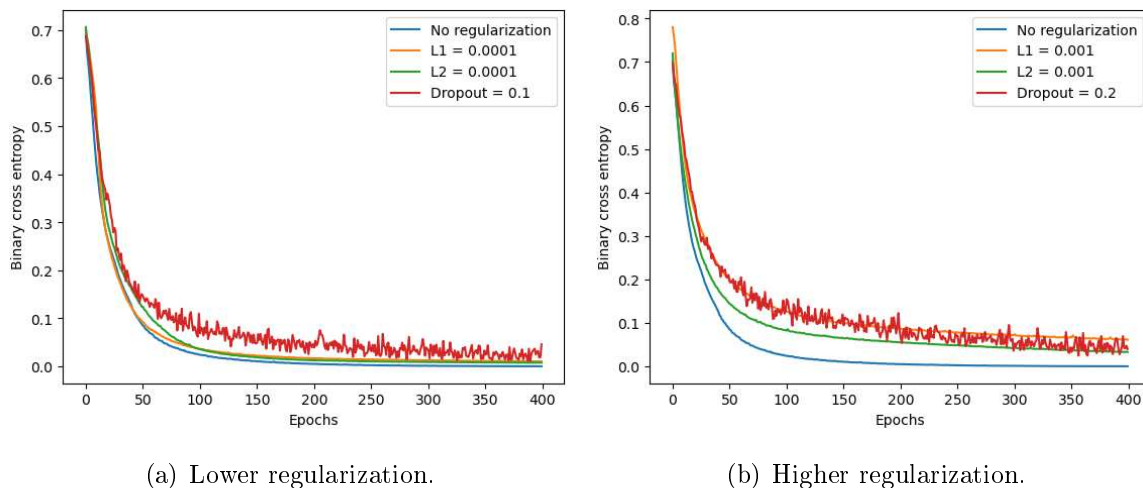 0.7
0.6
0.5
0.4
0.3
0.2
0.1
0.0
Binary cross entropy
No regularization
L1 = 0.0001
L2 = 0.0001
Dropout = 0.1
0 50 100 150 200 250 300 350 400
Epochs
(a) Lower regularization.
0.8
0.7
0.6
0.5
0.4
0.3
0.2
0.1
0.0
Binary cross entropy
No regularization
L1 = 0.001
L2 = 0.001
Dropout = 0.2
0 50 100 150 200 250 300 350 400
Epochs
(b) Higher regularization.